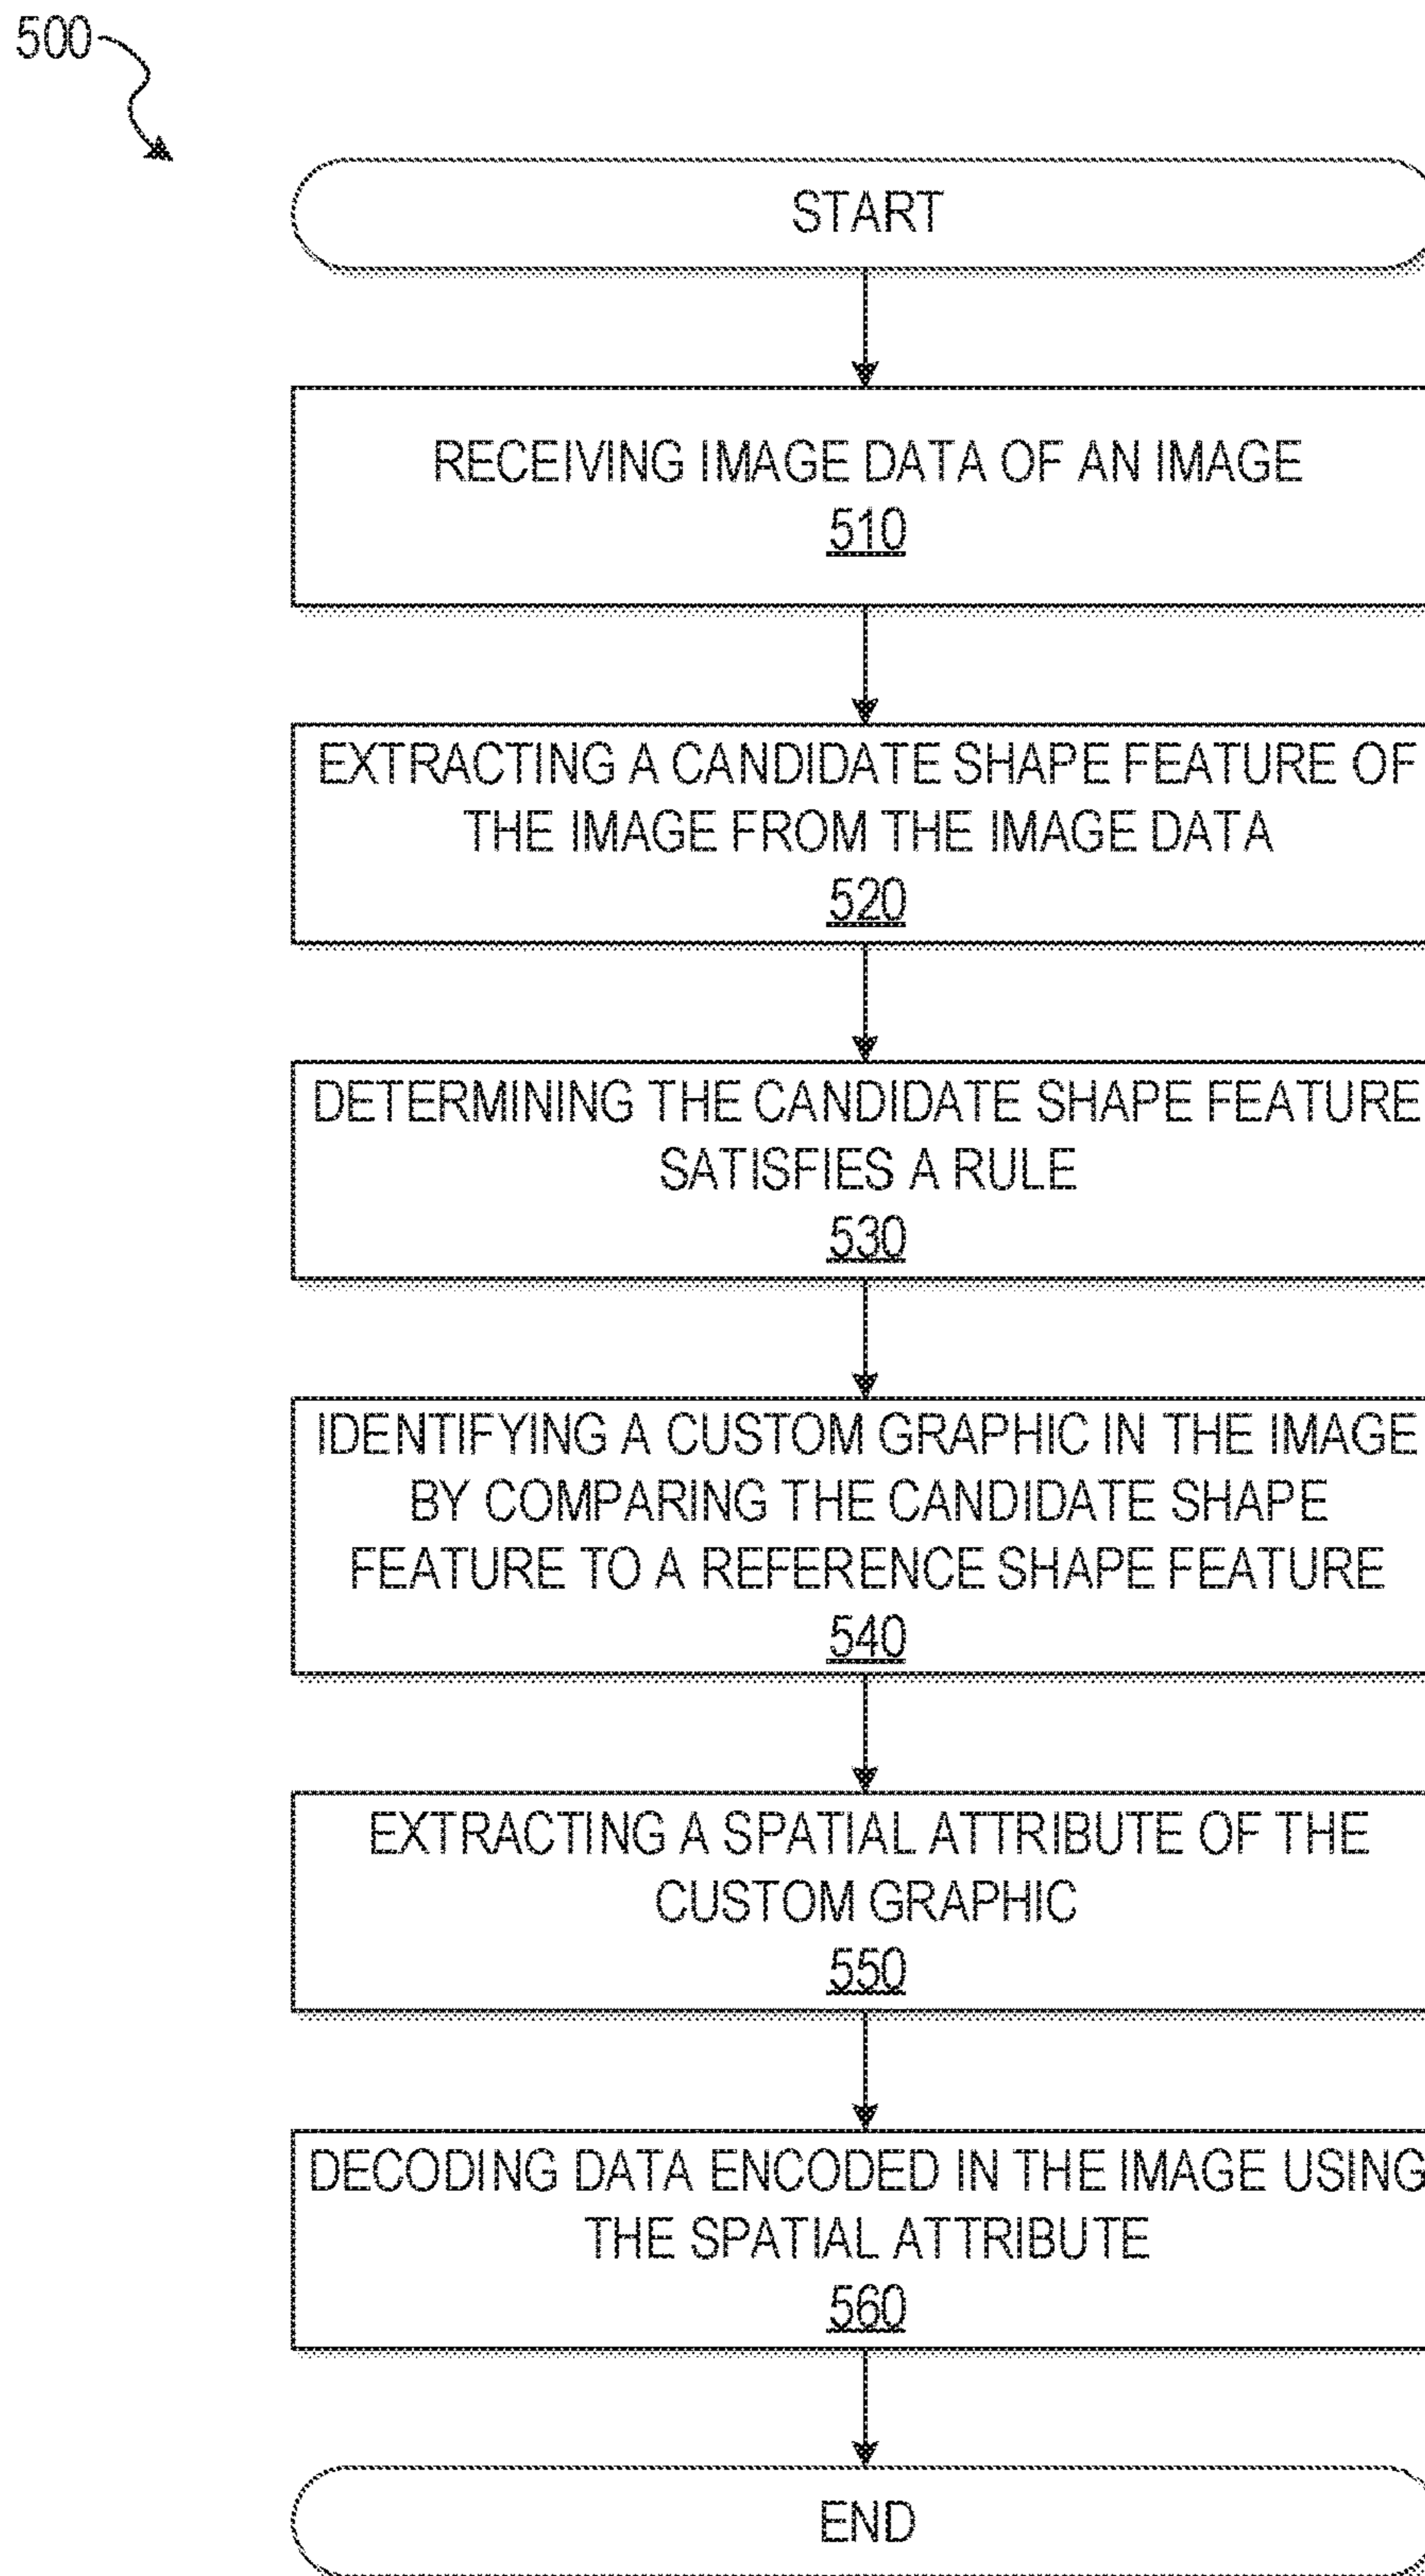 500
START
RECEIVING IMAGE DATA OF AN IMAGE
510
EXTRACTING A CANDIDATE SHAPE FEATURE OF
THE IMAGE FROM THE IMAGE DATA
520
DETERMINING THE CANDIDATE SHAPE FEATURE
SATISFIES A RULE
530
IDENTIFYING A CUSTOM GRAPHIC IN THE IMAGE
BY COMPARING THE CANDIDATE SHAPE
FEATURE TO A REFERENCE SHAPE FEATURE
540
EXTRACTING A SPATIAL ATTRIBUTE OF THE
CUSTOM GRAPHIC
550
DECODING DATA ENCODED IN THE IMAGE USING
THE SPATIAL ATTRIBUTE
560
END